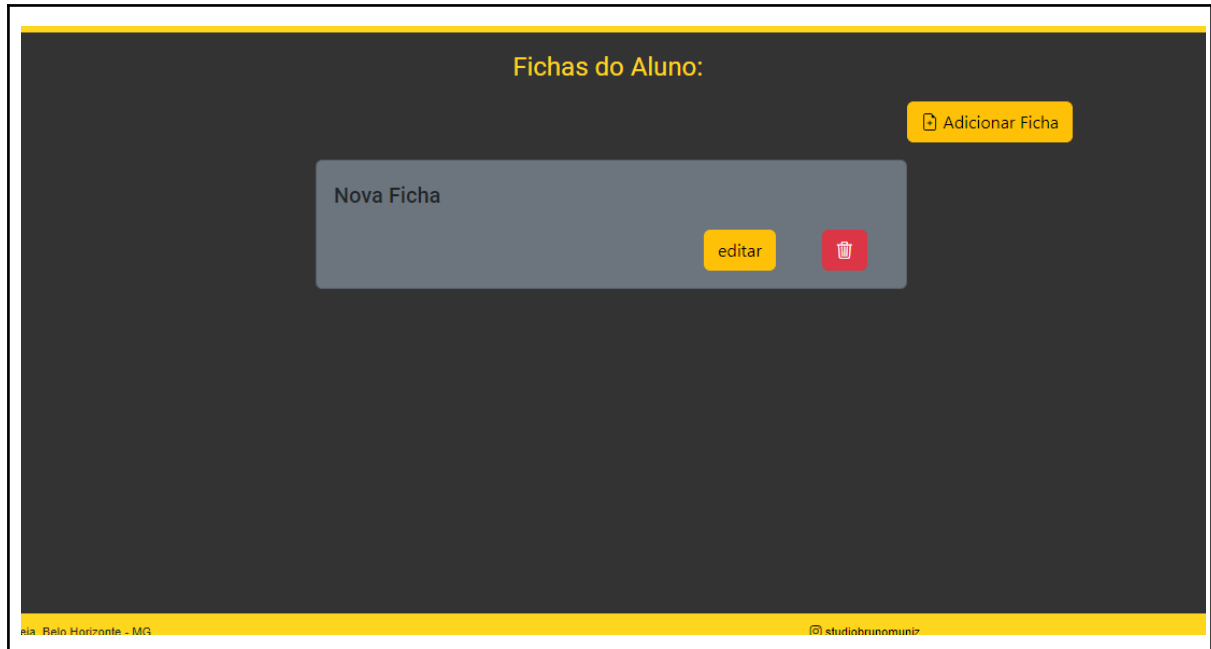 Fichas do Aluno:
Adicionar Ficha
Nova Ficha
editar
Belo Horizonte - MG
studiobrunomuniz